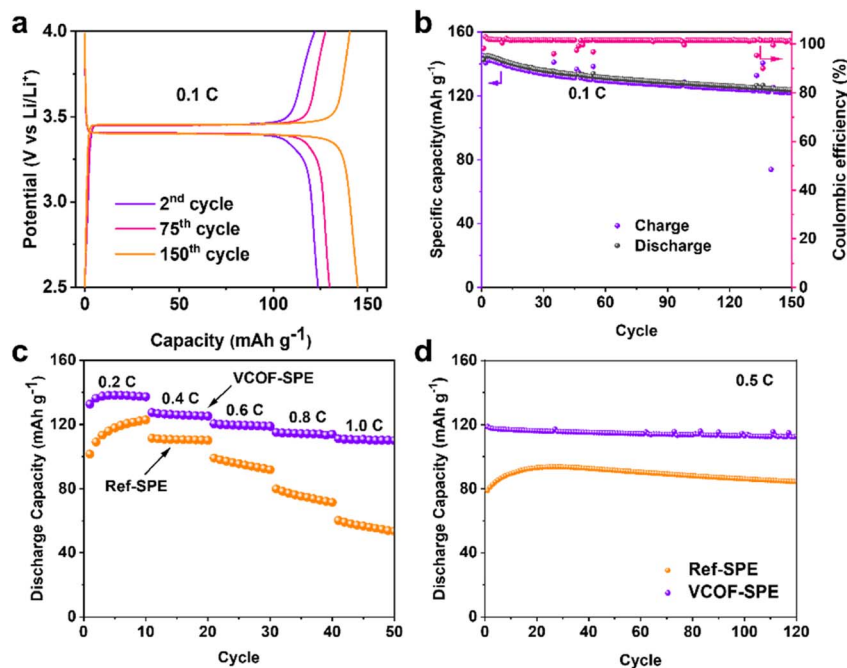 a
4.0
3.5
3.0
2.5
Potential (V vs Li/Li⁺)
0.1 C
2ⁿᵈ cycle
75ᵗʰ cycle
150ᵗʰ cycle
0 50 100 150
Capacity (mAh g⁻¹)
b
160
120
80
40
0
Specific capacity(mAh g⁻¹)
0.1 C
Charge
Discharge
100
80
60
40
20
0
Coulombic efficiency (%)
0 30 60 90 120 150
Cycle
c
160
120
80
40
0
Discharge Capacity (mAh g⁻¹)
0.2 C
VCOF-SPE
0.4 C
0.6 C
0.8 C
1.0 C
Ref-SPE
0 10 20 30 40 50
Cycle
d
160
120
80
40
0
Discharge Capacity (mAh g⁻¹)
0.5 C
Ref-SPE
VCOF-SPE
0 20 40 60 80 100 120
Cycle